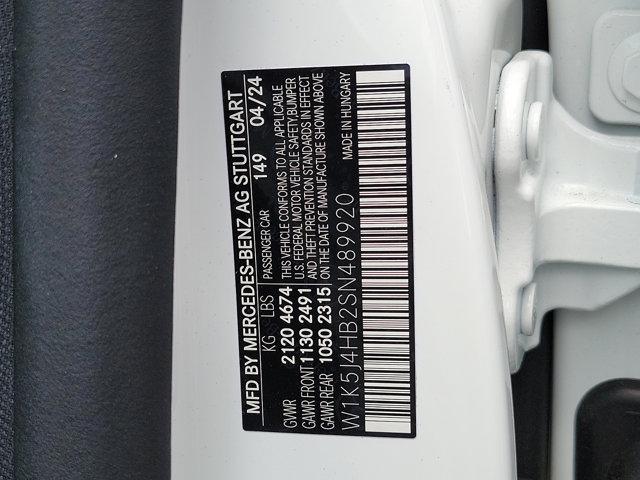 MFD BY MERCEDES-BENZ AG STUTTGART
KG LBS PASSENGER CAR 149 04/24
GVWR 2120 4674 THIS VEHICLE CONFORMS TO ALL APPLICABLE
GAWR FRONT 1130 2491 U.S. FEDERAL MOTOR VEHICLE SAFETY,BUMPER
AND THEFT PREVENTION STANDARDS IN EFFECT
GAWR REAR 1050 2315 ON THE DATE OF MANUFACTURE SHOWN ABOVE
W1K5J4HB2SN489920 MADE IN HUNGARY